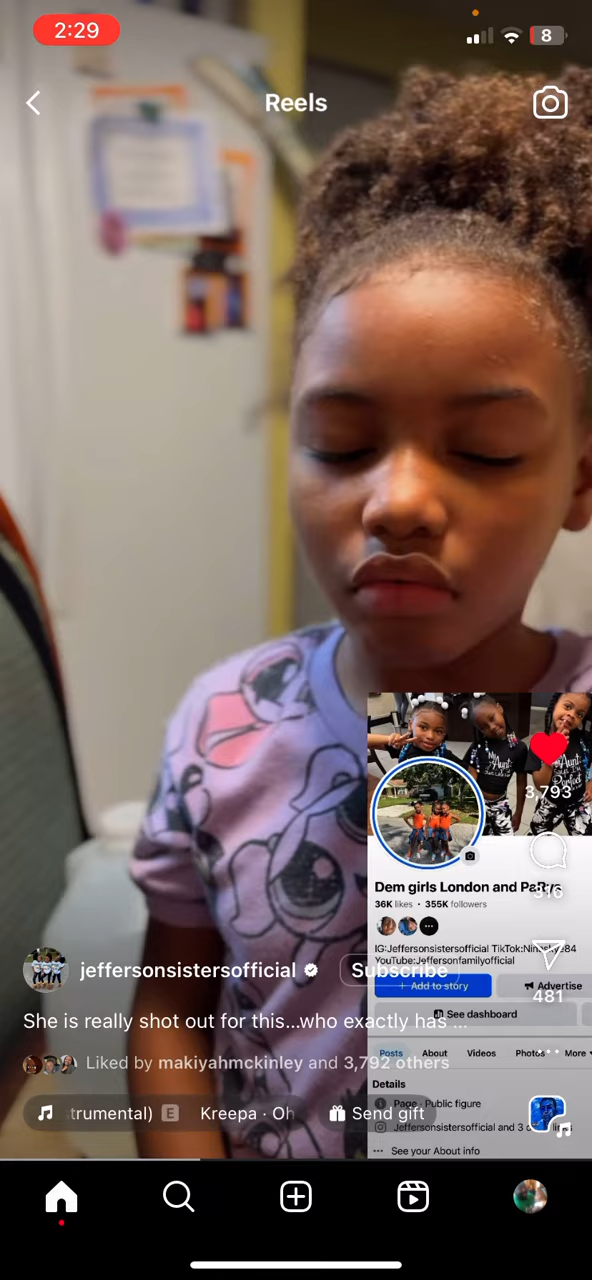 2:29
8
Reels
3,793
Dem girls London and Pa
36K likes • 355K followers
IG:Jeffersonsistersofficial
YouTube:Jeffersonfamilyofficial
jeffersonsistersofficial
Subscribe
+ Add to story
Advertise
481
See dashboard
She is really shot out for this...who exactly has ...
Liked by makiyahmckinley and 3,792 others
Posts About Videos Photos More
Details
Page · Public figure
Jeffersonsistersofficial and 3
trumental) E Kreepa · Oh
Send gift
See your About info